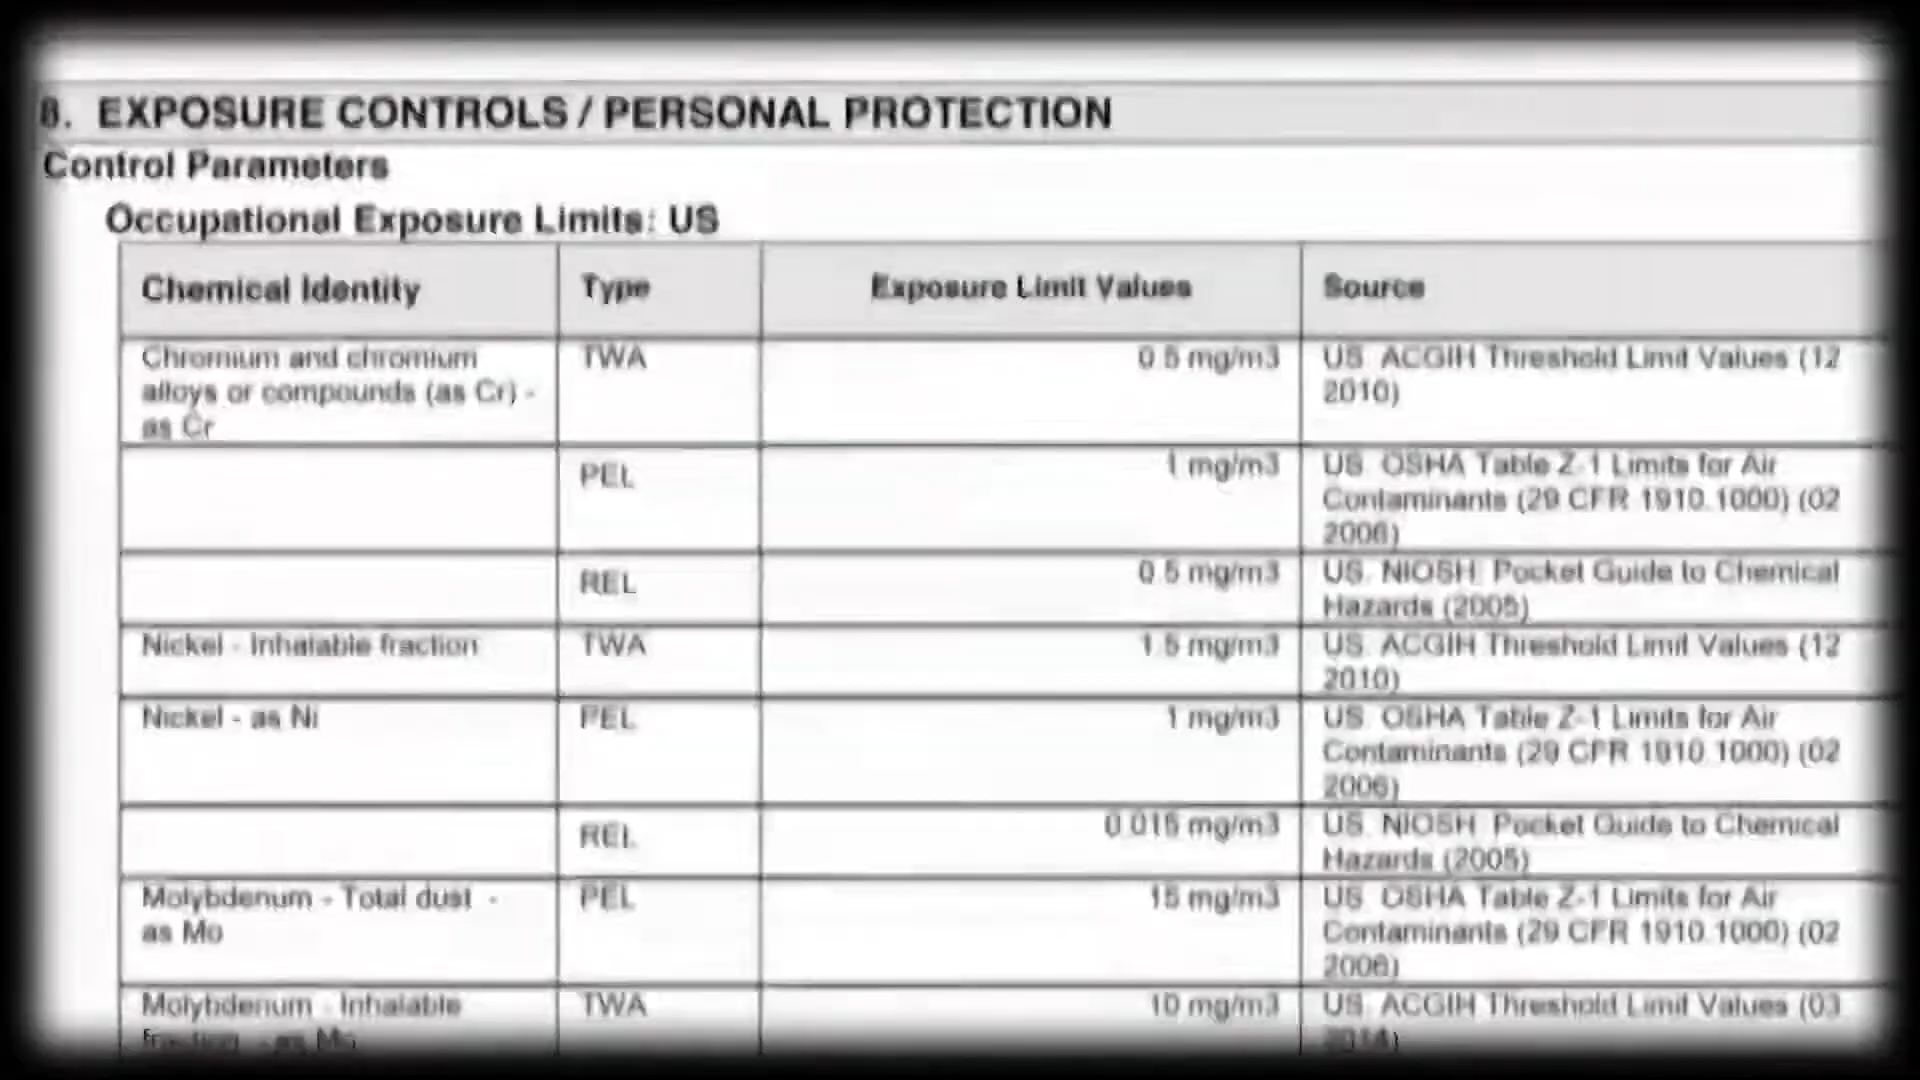 8. EXPOSURE CONTROLS / PERSONAL PROTECTION
Control Parameters
Occupational Exposure Limits: US
Chemical Identity Type Exposure Limit Values Source
Chromium and chromium alloys or compounds (as Cr) - as Cr TWA 0.5 mg/m3 US. ACGIH Threshold Limit Values (12 2010)
PEL 1 mg/m3 US. OSHA Table Z-1 Limits for Air Contaminants (29 CFR 1910.1000) (02 2006)
REL 0.5 mg/m3 US. NIOSH: Pocket Guide to Chemical Hazards (2005)
Nickel - Inhalable fraction TWA 1.5 mg/m3 US. ACGIH Threshold Limit Values (12 2010)
Nickel - as Ni PEL 1 mg/m3 US. OSHA Table Z-1 Limits for Air Contaminants (29 CFR 1910.1000) (02 2006)
REL 0.015 mg/m3 US. NIOSH: Pocket Guide to Chemical Hazards (2005)
Molybdenum - Total dust - as Mo PEL 15 mg/m3 US. OSHA Table Z-1 Limits for Air Contaminants (29 CFR 1910.1000) (02 2006)
Molybdenum - Inhalable fraction - as Mo TWA 10 mg/m3 US. ACGIH Threshold Limit Values (03 2014)